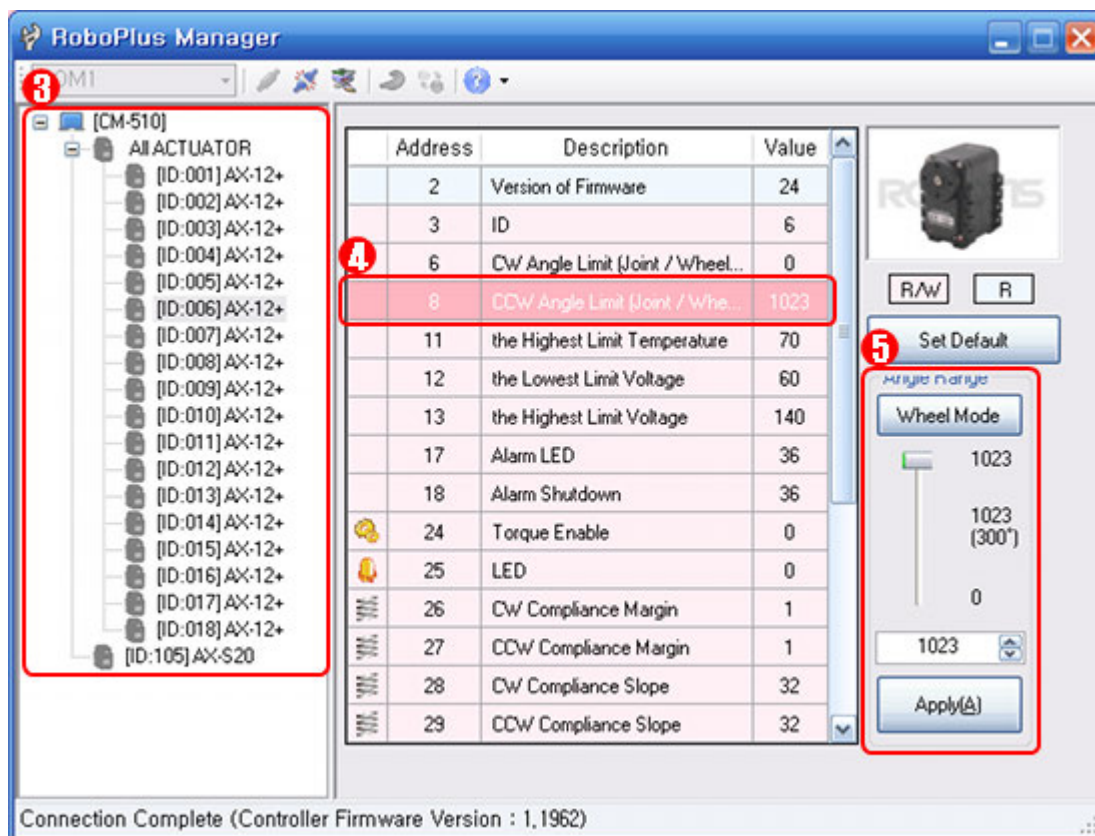 RoboPlus Manager
3
4
5
[CM-510]
All ACTUATOR
[ID:001] AX-12+
[ID:002] AX-12+
[ID:003] AX-12+
[ID:004] AX-12+
[ID:005] AX-12+
[ID:006] AX-12+
[ID:007] AX-12+
[ID:008] AX-12+
[ID:009] AX-12+
[ID:010] AX-12+
[ID:011] AX-12+
[ID:012] AX-12+
[ID:013] AX-12+
[ID:014] AX-12+
[ID:015] AX-12+
[ID:016] AX-12+
[ID:017] AX-12+
[ID:018] AX-12+
[ID:105] AX-S20
Address Description Value
2 Version of Firmware 24
3 ID 6
6 CW Angle Limit (Joint / Wheel... 0
8 CCW Angle Limit (Joint / Whe... 1023
11 the Highest Limit Temperature 70
12 the Lowest Limit Voltage 60
13 the Highest Limit Voltage 140
17 Alarm LED 36
18 Alarm Shutdown 36
24 Torque Enable 0
25 LED 0
26 CW Compliance Margin 1
27 CCW Compliance Margin 1
28 CW Compliance Slope 32
29 CCW Compliance Slope 32
R/W R
Set Default
Angle Range
Wheel Mode
1023
1023
(300°)
0
1023
Apply(A)
Connection Complete (Controller Firmware Version : 1,1962)